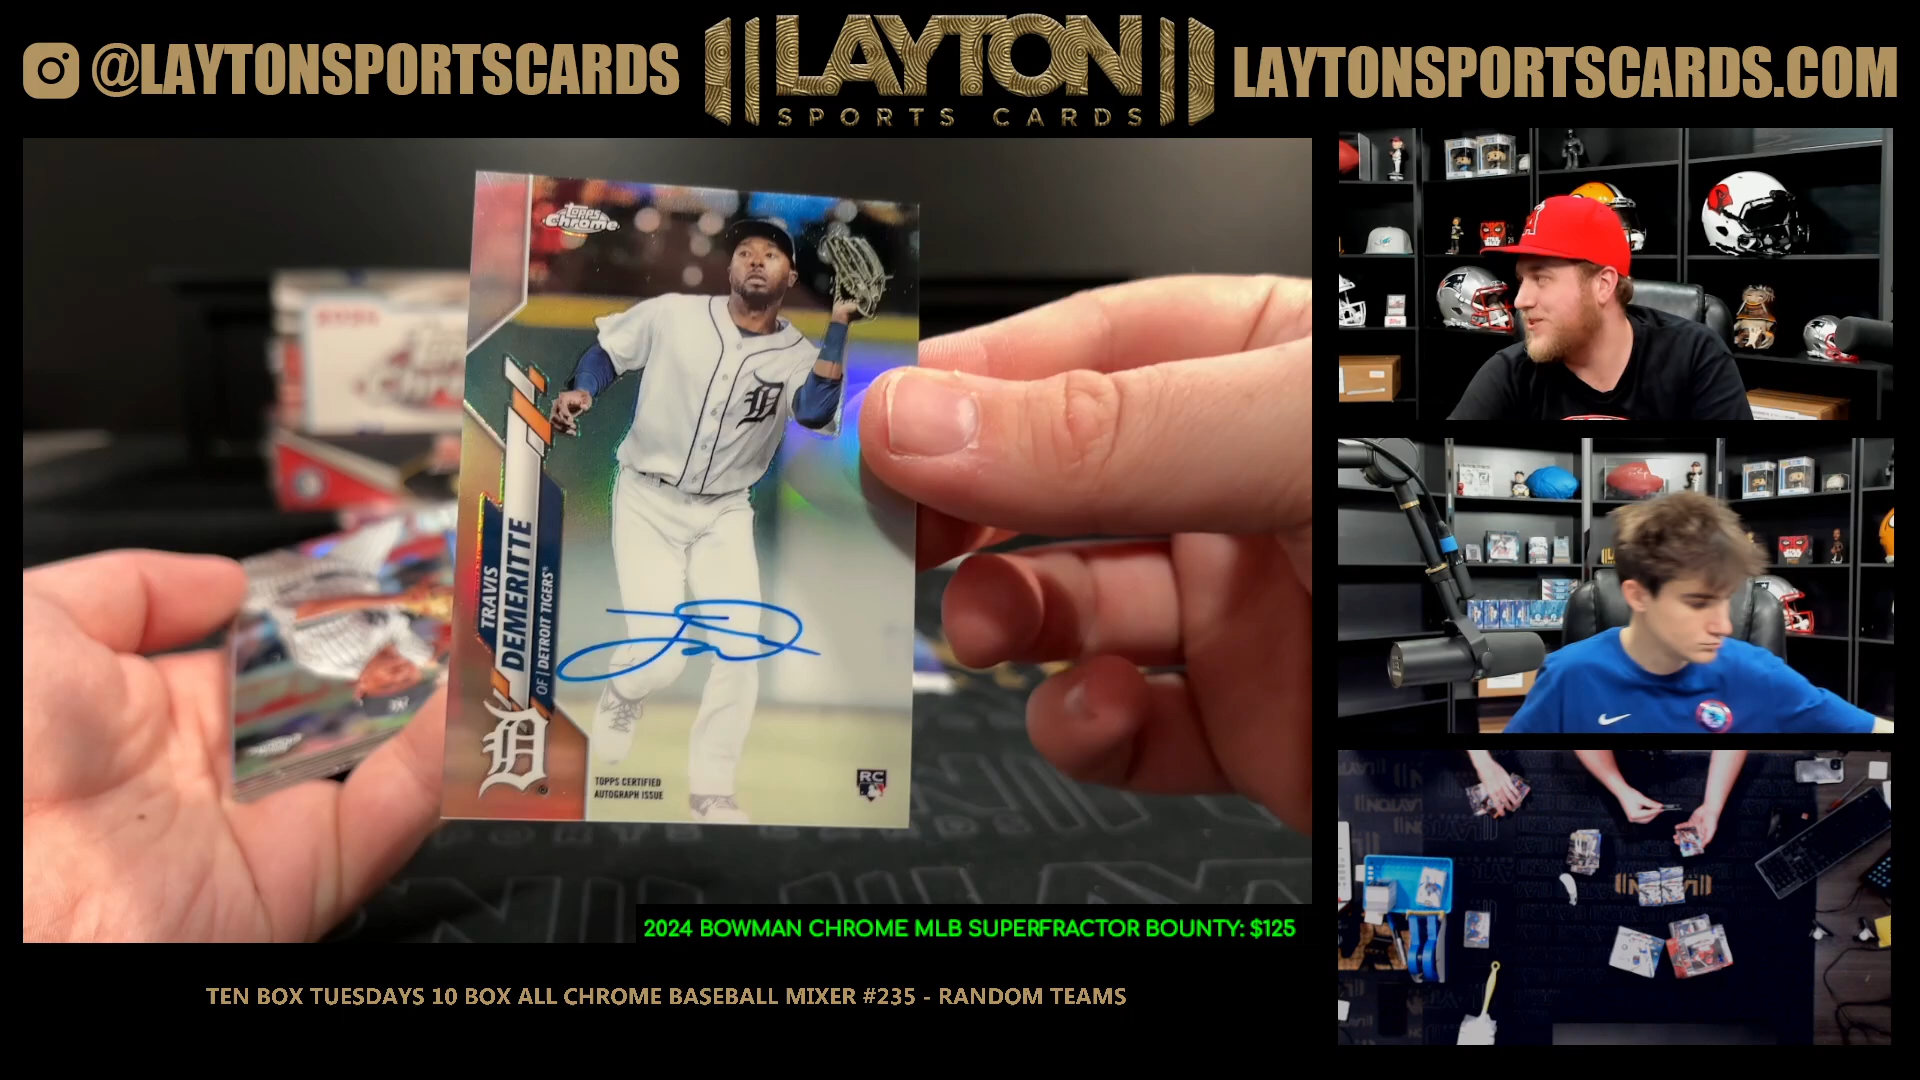 @LAYTONSPORTSCARDS
LAYTON
SPORTS CARDS
LAYTONSPORTSCARDS.COM
Topps
Chrome
TRAVIS
DEMERITTE
OF | DETROIT TIGERS
D
TOPPS CERTIFIED
AUTOGRAPH ISSUE
RC
2024 BOWMAN CHROME MLB SUPERFRACTOR BOUNTY: $125
TEN BOX TUESDAYS 10 BOX ALL CHROME BASEBALL MIXER #235 - RANDOM TEAMS